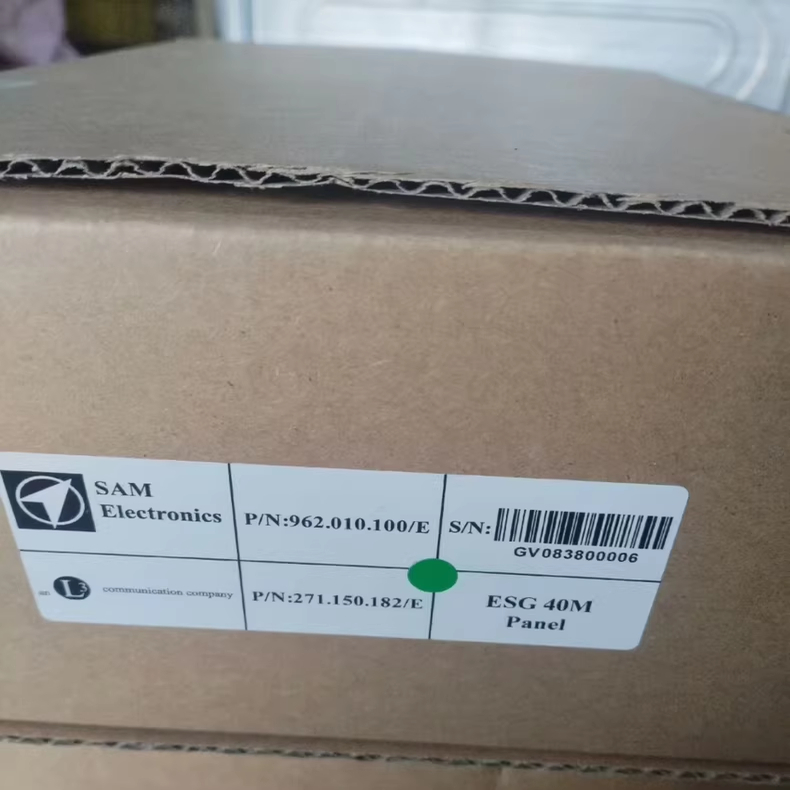 SAM
Electronics
P/N:962.010.100/E
S/N:
GV083800006
an L3 communication company
P/N:271.150.182/E
ESG 40M
Panel